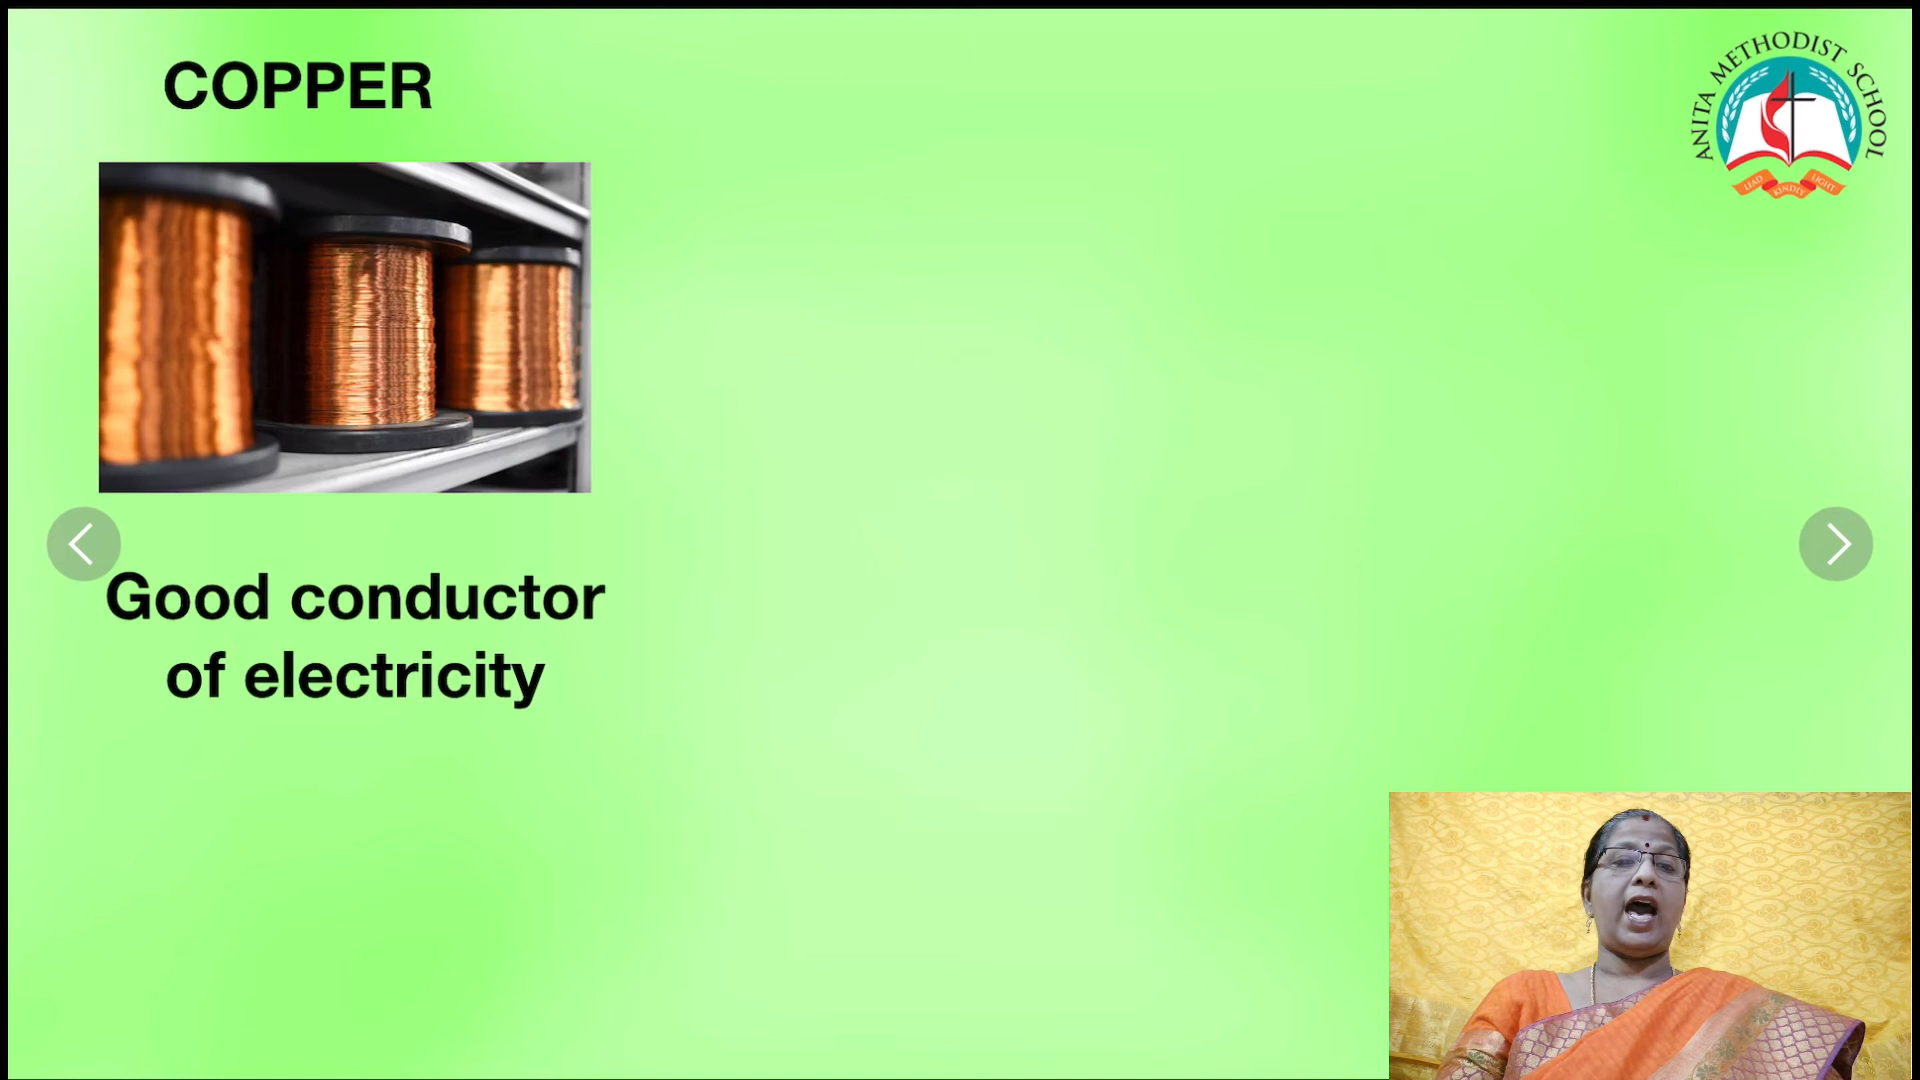 COPPER
ANITA METHODIST SCHOOL
LEAD KINDLY LIGHT
Good conductor
of electricity